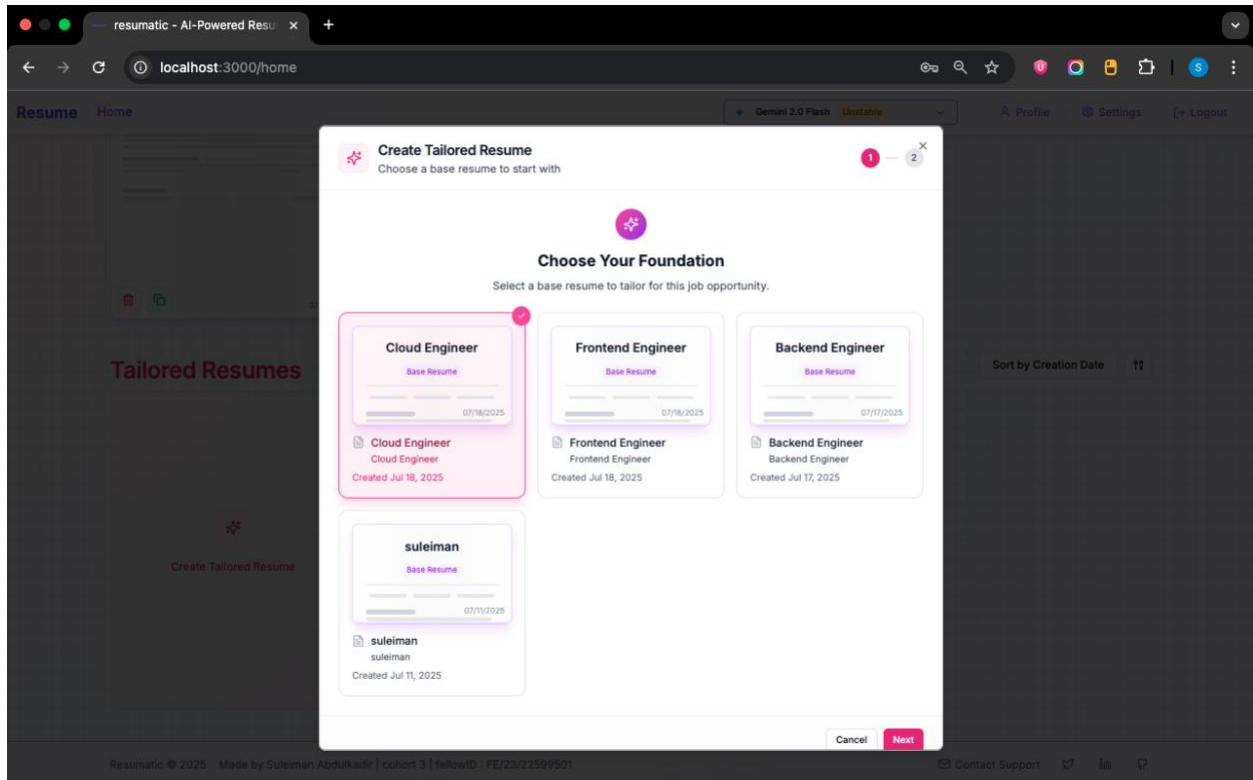 resumatic - AI-Powered Resu
localhost:3000/home
S
Resume Home Gemini 2.0 Flash Unstable Profile Settings Logout
Create Tailored Resume
Choose a base resume to start with
1 2
Choose Your Foundation
Select a base resume to tailor for this job opportunity.
Cloud Engineer
Base Resume
07/18/2025
Cloud Engineer
Cloud Engineer
Created Jul 18, 2025
Frontend Engineer
Base Resume
07/18/2025
Frontend Engineer
Frontend Engineer
Created Jul 18, 2025
Backend Engineer
Base Resume
07/17/2025
Backend Engineer
Backend Engineer
Created Jul 17, 2025
suleiman
Base Resume
07/11/2025
suleiman
suleiman
Created Jul 11, 2025
Cancel Next
Tailored Resumes
Sort by Creation Date
Create Tailored Resume
Resumatic © 2025 Made by Suleiman Abdulkadir | cohort 3 | fellowID : FE/23/22599501 Contact Support